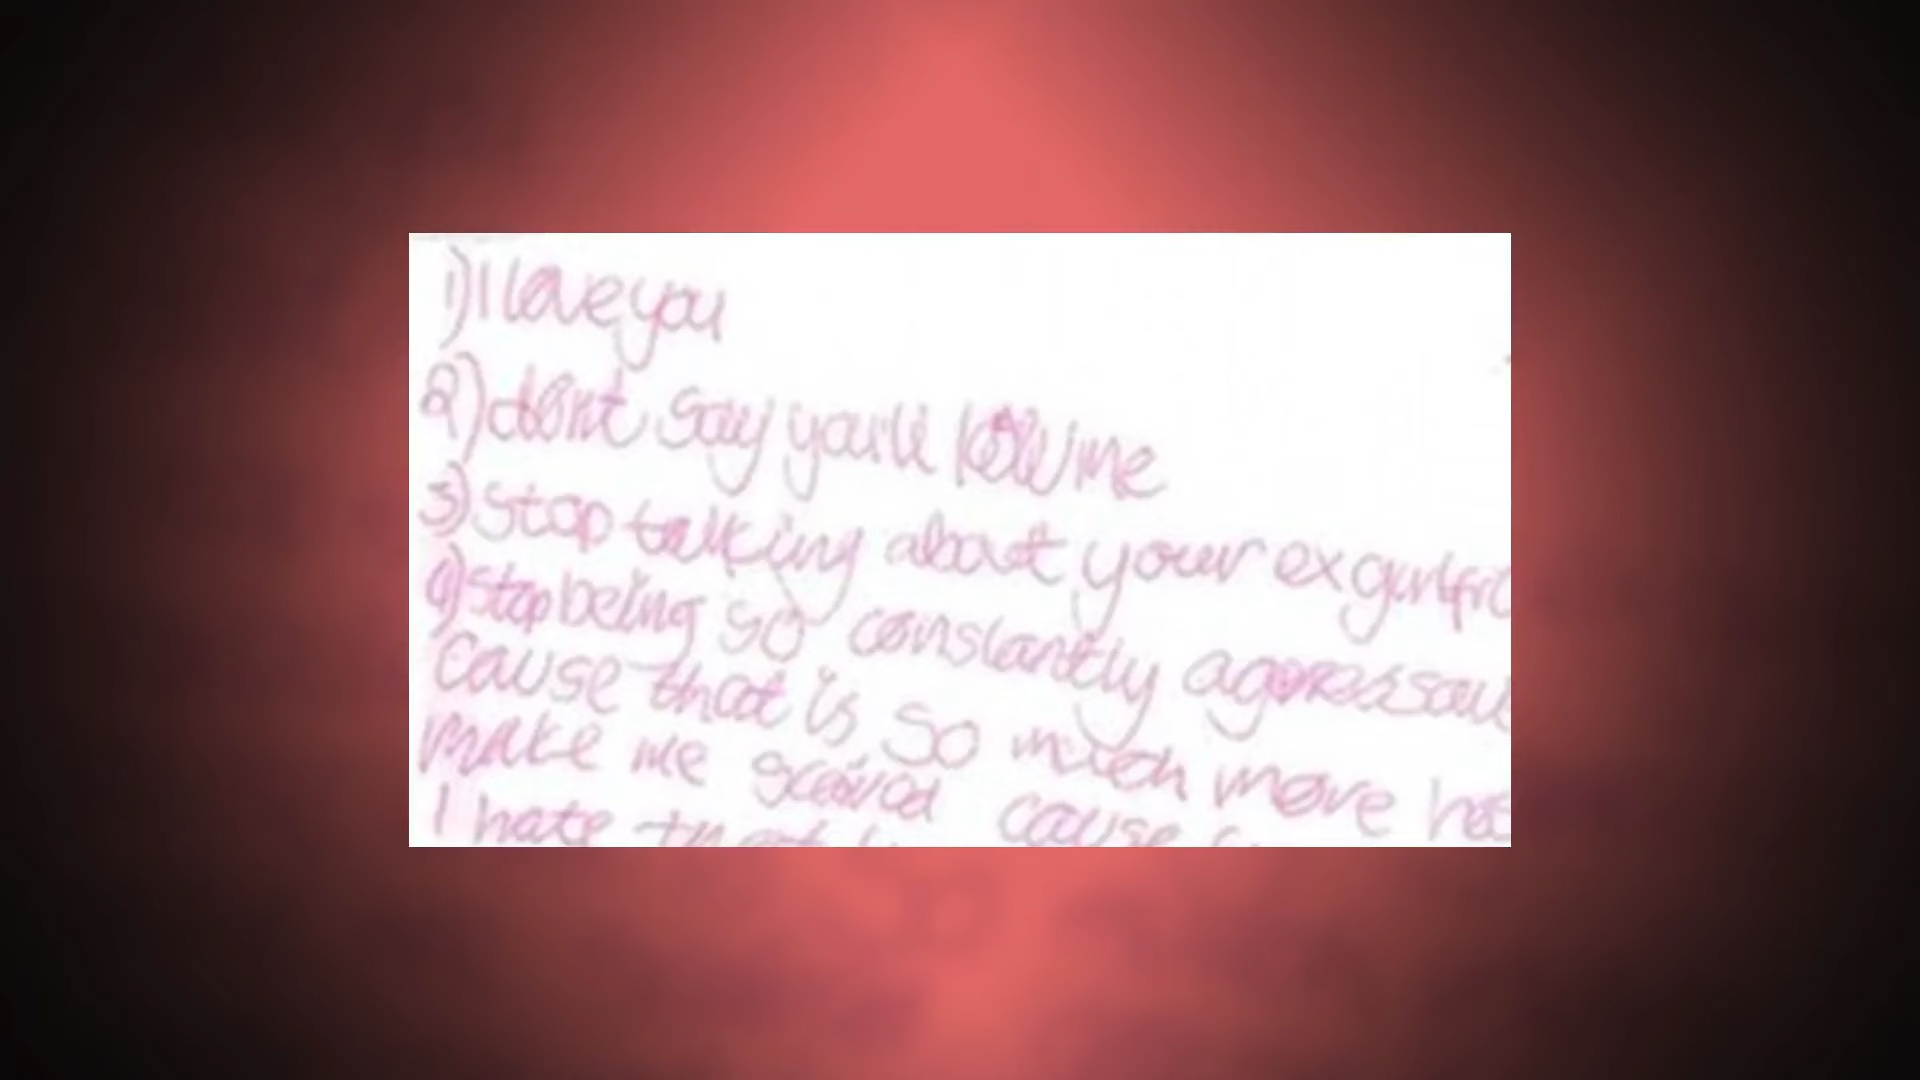 1) I love you
2) dont say you'll kill me
3) Stop talking about your ex girlfri
4) Stop being so constantly
Cause that is so much more
make me scared cause
I hate that